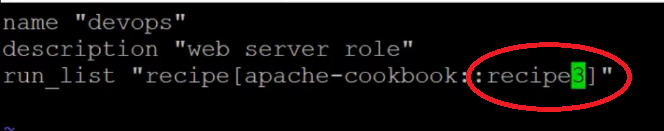 name "devops"
description "web server role"
run_list "recipe[apache-cookbook::recipe3]"
~